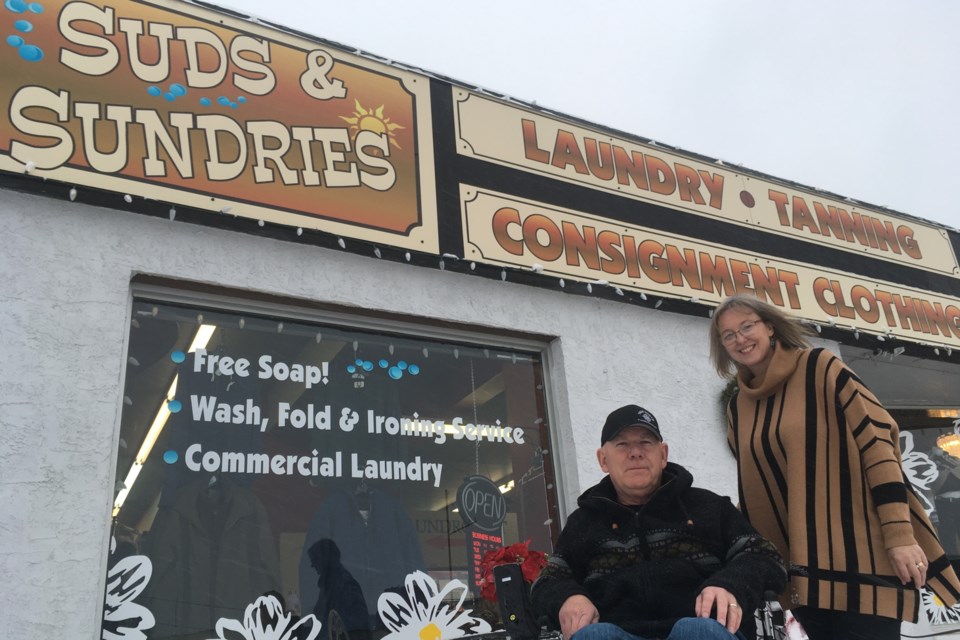 SUDS &
SUNDRIES
LAUNDRY • TANNING
CONSIGNMENT CLOTHING
• Free Soap!
• Wash, Fold & Ironing Service
• Commercial Laundry
OPEN